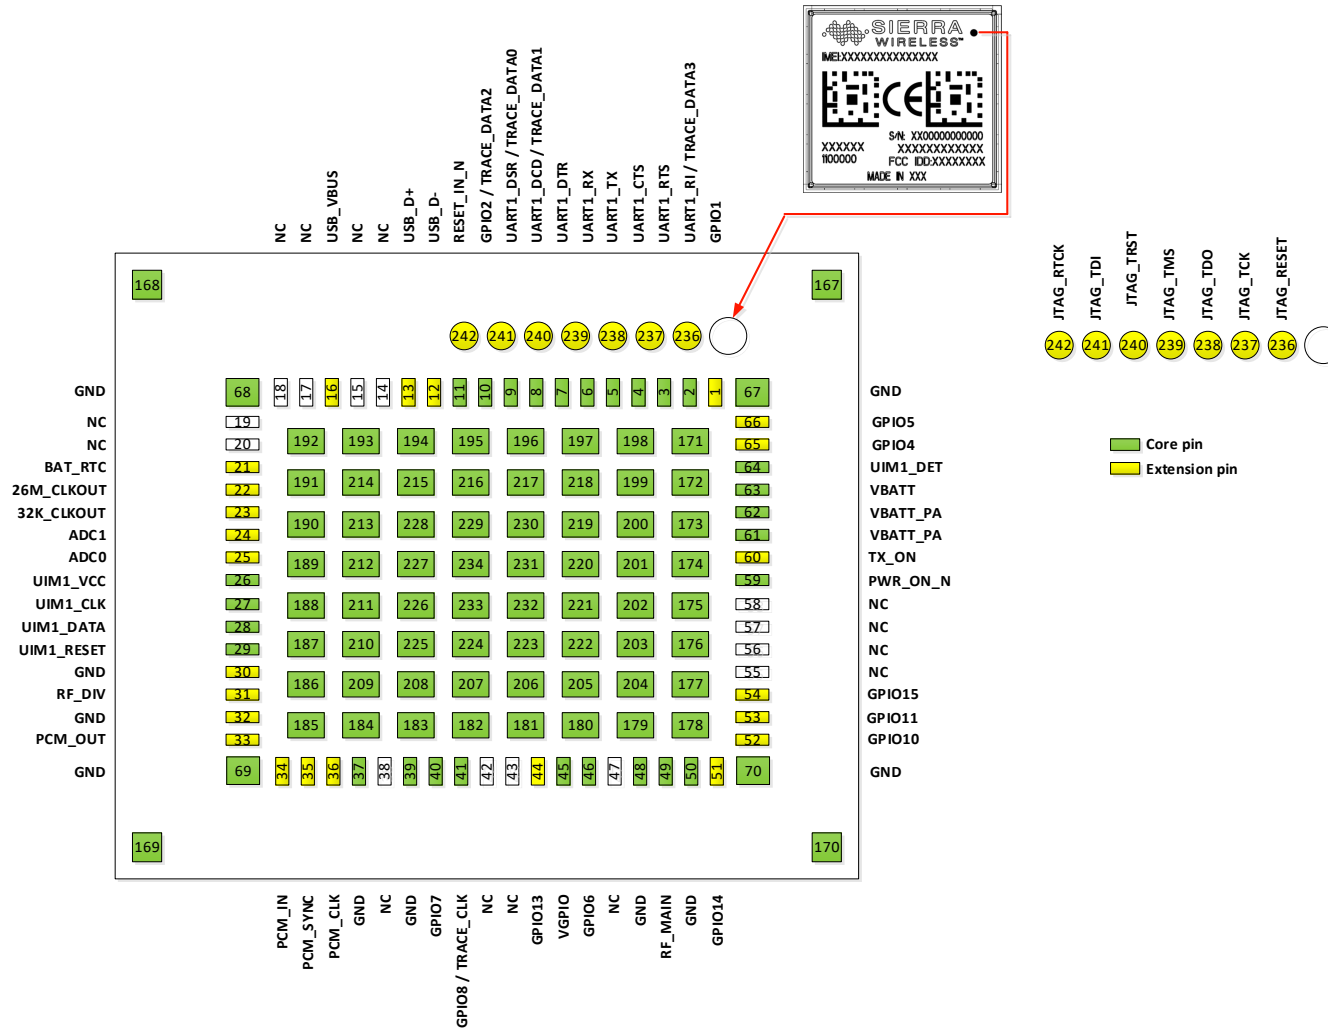 SIERRA
WIRELESS™
IMEI:XXXXXXXXXXXXXXX
S/N: XX00000000000
XXXXXX XXXXXXXXXXXXX
1100000 FCC IDD:XXXXXXXX
MADE IN XXX
NC
NC
USB_VBUS
NC
NC
USB_D+
USB_D-
RESET_IN_N
GPIO2 / TRACE_DATA2
UART1_DSR / TRACE_DATA0
UART1_DCD / TRACE_DATA1
UART1_DTR
UART1_RX
UART1_TX
UART1_CTS
UART1_RTS
UART1_RI / TRACE_DATA3
GPIO1
JTAG_RTCK
JTAG_TDI
JTAG_TRST
JTAG_TMS
JTAG_TDO
JTAG_TCK
JTAG_RESET
242 241 240 239 238 237 236
168 167
242 241 240 239 238 237 236
GND 68 18 17 16 15 14 13 12 11 10 9 8 7 6 5 4 3 2 1 67 GND
NC 19 66 GPIO5
192 193 194 195 196 197 198 171
NC 20 65 GPIO4
BAT_RTC 21 64 UIM1_DET
191 214 215 216 217 218 199 172
26M_CLKOUT 22 63 VBATT
32K_CLKOUT 23 62 VBATT_PA
190 213 228 229 230 219 200 173
ADC1 24 61 VBATT_PA
ADC0 25 60 TX_ON
189 212 227 234 231 220 201 174
UIM1_VCC 26 59 PWR_ON_N
UIM1_CLK 27 58 NC
188 211 226 233 232 221 202 175
UIM1_DATA 28 57 NC
187 210 225 224 223 222 203 176
UIM1_RESET 29 56 NC
GND 30 55 NC
186 209 208 207 206 205 204 177
RF_DIV 31 54 GPIO15
GND 32 53 GPIO11
185 184 183 182 181 180 179 178
PCM_OUT 33 52 GPIO10
GND 69 34 35 36 37 38 39 40 41 42 43 44 45 46 47 48 49 50 51 70 GND
169 170
Core pin
Extension pin
PCM_IN
PCM_SYNC
PCM_CLK
GND
NC
GND
GPIO7
GPIO8 / TRACE_CLK
NC
NC
GPIO13
VGPIO
GPIO6
NC
GND
RF_MAIN
GND
GPIO14